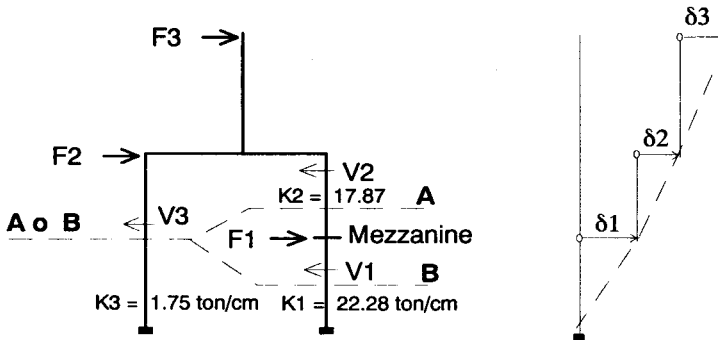 F3
δ3
F2
V2
δ2
K2 = 17.87 A
V3
A o B
F1 Mezzanine
δ1
V1 B
K3 = 1.75 ton/cm K1 = 22.28 ton/cm